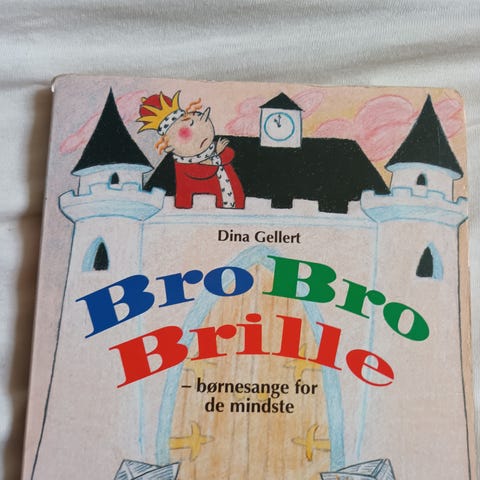 Dina Gellert
Bro Bro
Brille
– børnesange for
de mindste